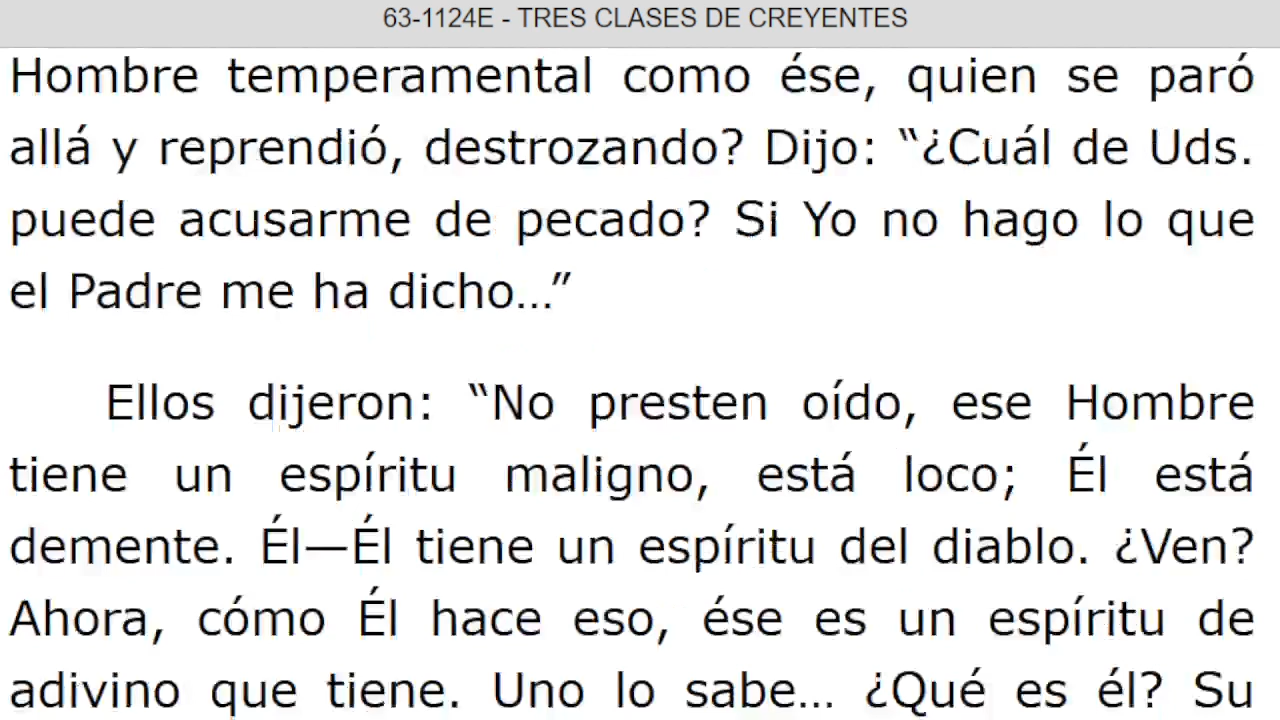 63-1124E - TRES CLASES DE CREYENTES
Hombre temperamental como ése, quien se paró
allá y reprendió, destrozando? Dijo: “¿Cuál de Uds.
puede acusarme de pecado? Si Yo no hago lo que
el Padre me ha dicho…”
Ellos dijeron: “No presten oído, ese Hombre
tiene un espíritu maligno, está loco; Él está
demente. Él—Él tiene un espíritu del diablo. ¿Ven?
Ahora, cómo Él hace eso, ése es un espíritu de
adivino que tiene. Uno lo sabe… ¿Qué es él? Su